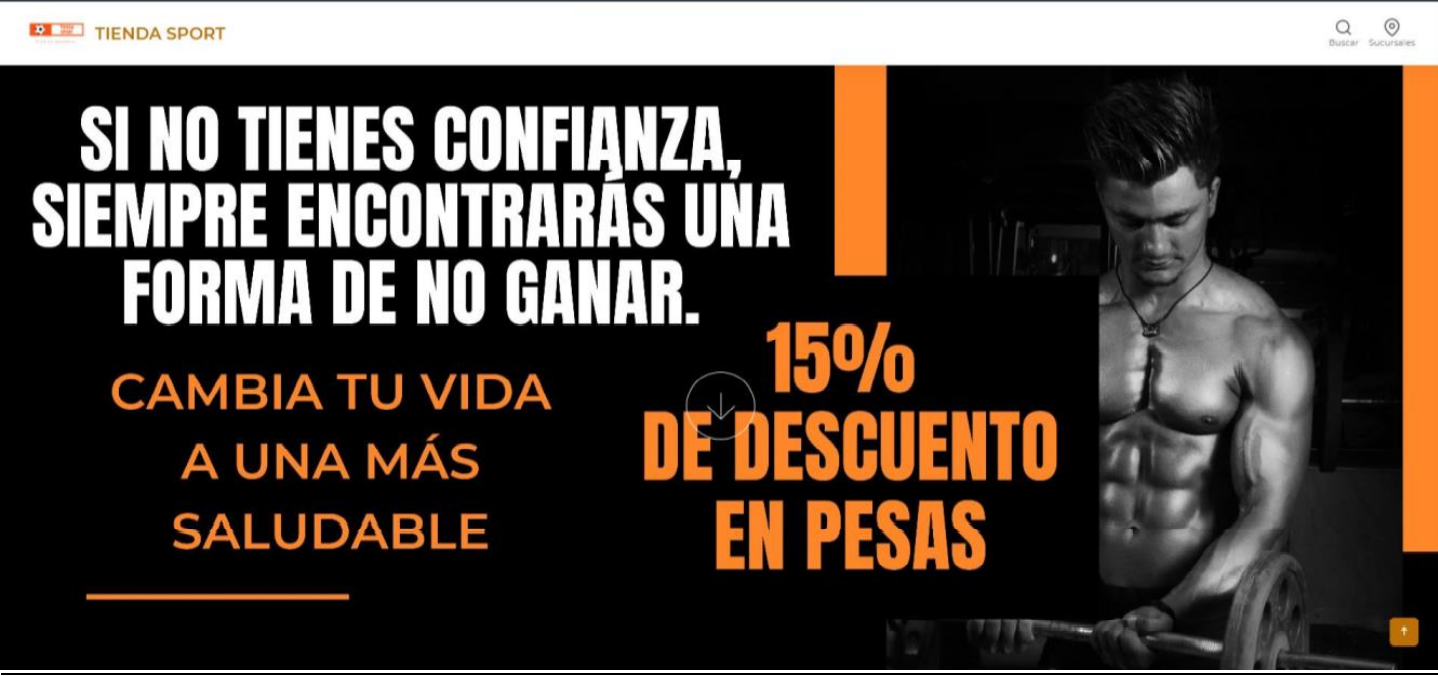 TIENDA SPORT
Buscar
Sucursales
SI NO TIENES CONFIANZA,
SIEMPRE ENCONTRARÁS UNA
FORMA DE NO GANAR.
CAMBIA TU VIDA
A UNA MÁS
SALUDABLE
15%
DE DESCUENTO
EN PESAS